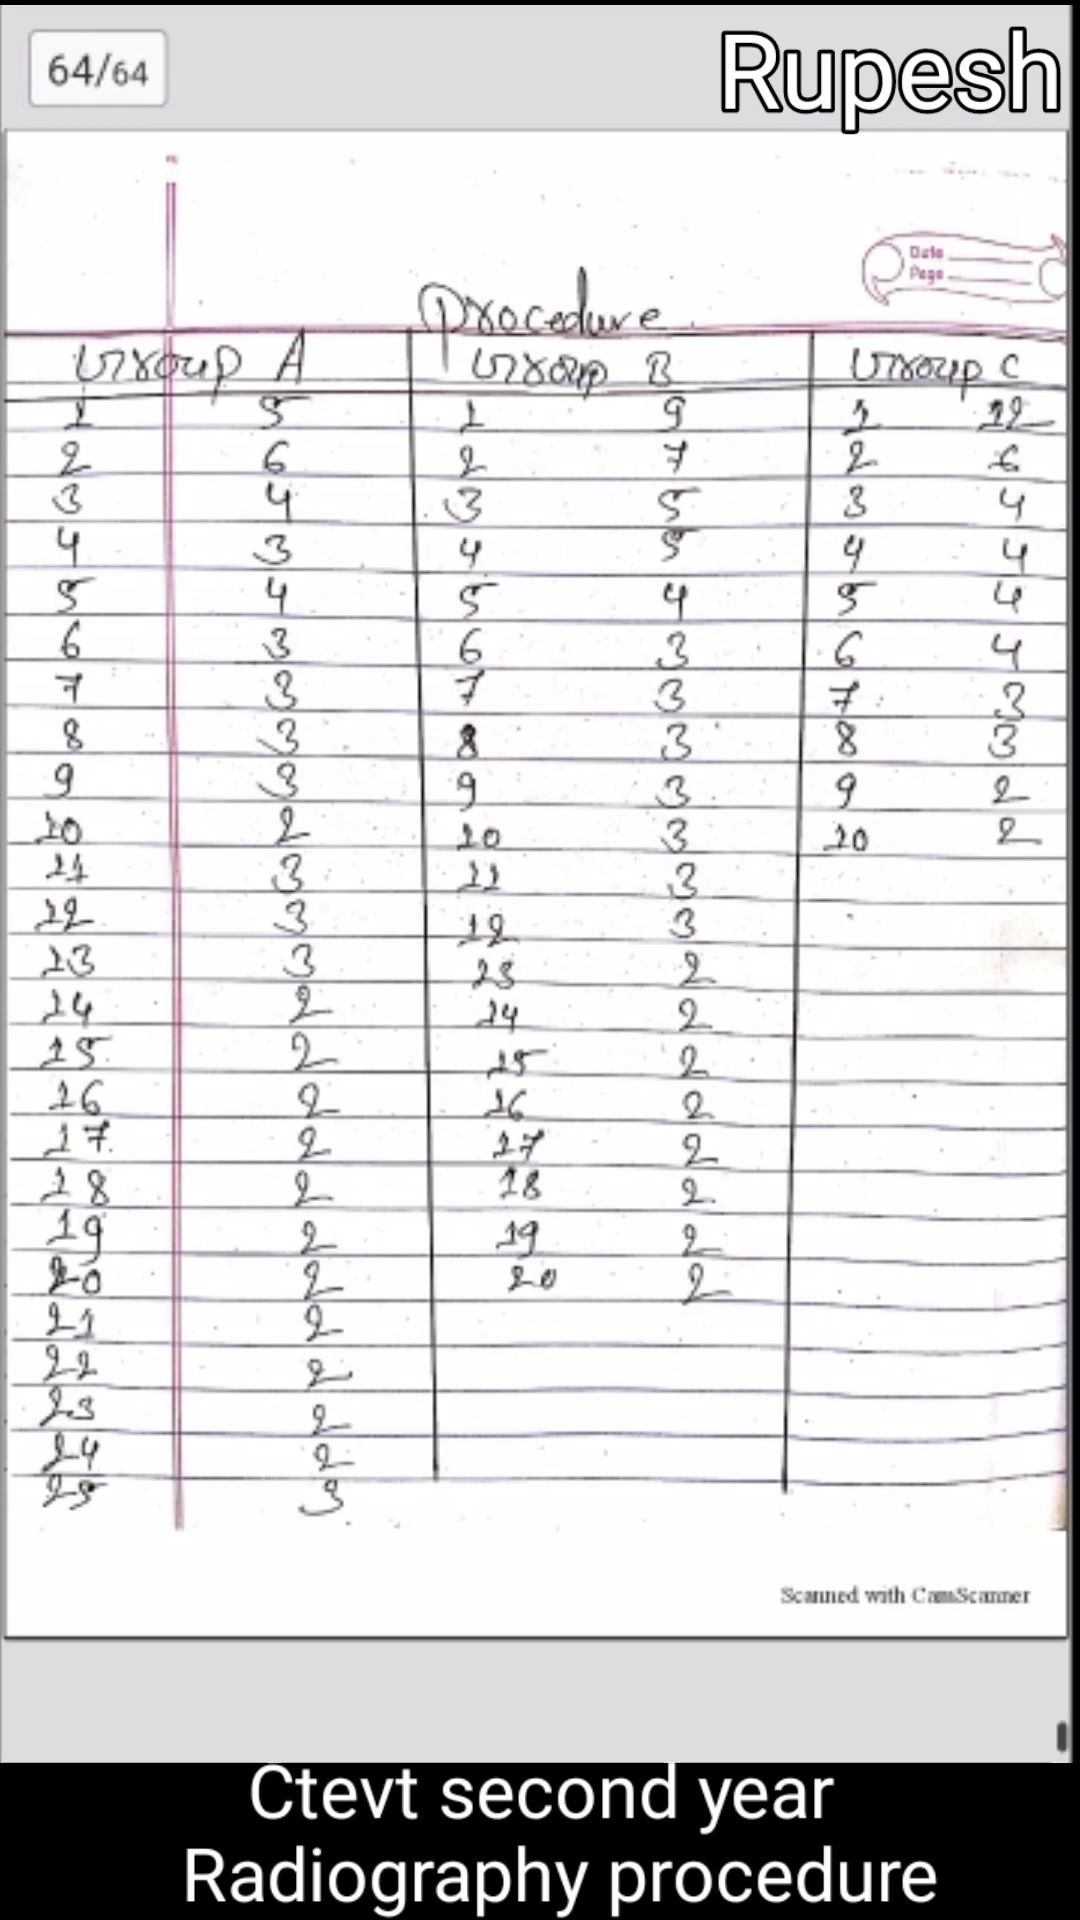 64/64
Rupesh
Date
Page
Procedure
Group A Group B Group C
1 5 1 9 1 12
2 6 2 7 2 6
3 4 3 5 3 4
4 3 4 5 4 4
5 4 5 4 5 4
6 3 6 3 6 4
7 3 7 3 7 3
8 3 8 3 8 3
9 3 9 3 9 2
10 2 10 3 10 2
11 3 11 3
12 3 12 3
13 3 13 2
14 2 14 2
15 2 15 2
16 2 16 2
17 2 17 2
18 2 18 2
19 2 19 2
20 2 20 2
21 2
22 2
23 2
24 2
25 3
Scanned with CamScanner
Ctevt second year
Radiography procedure